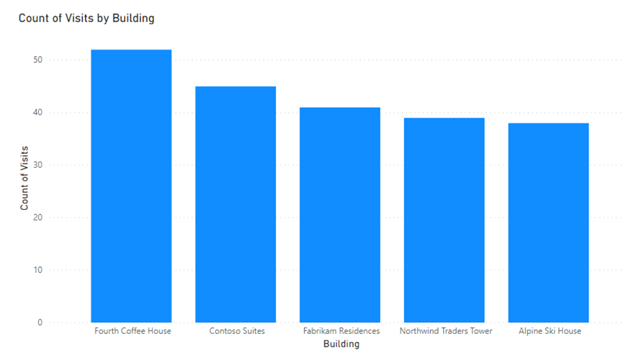 Count of Visits by Building
Count of Visits
50
40
30
20
10
0
Fourth Coffee House Contoso Suites Fabrikam Residences Northwind Traders Tower Alpine Ski House
Building